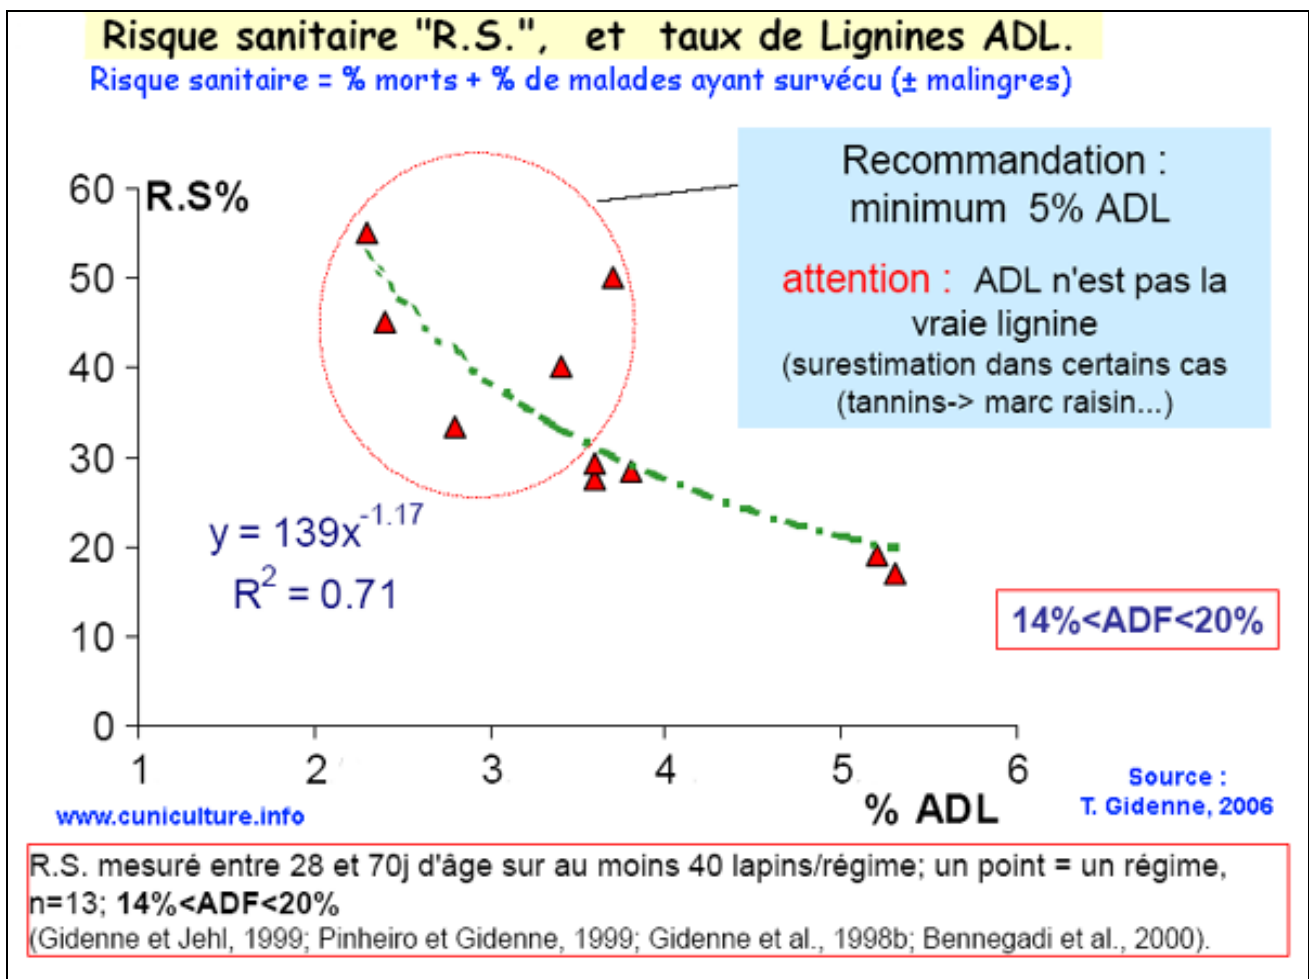 Risque sanitaire "R.S.", et taux de Lignines ADL.
Risque sanitaire = % morts + % de malades ayant survécu (± malingres)
Recommandation :
minimum 5% ADL
attention : ADL n'est pas la
vraie lignine
(surestimation dans certains cas
(tannins-> marc raisin...)
R.S%
60
50
40
30
20
10
0
y = 139x^-1.17
R² = 0.71
14%<ADF<20%
1 2 3 4 5 6
% ADL
www.cuniculture.info
Source :
T. Gidenne, 2006
R.S. mesuré entre 28 et 70j d'âge sur au moins 40 lapins/régime; un point = un régime,
n=13; 14%<ADF<20%
(Gidenne et Jehl, 1999; Pinheiro et Gidenne, 1999; Gidenne et al., 1998b; Bennegadi et al., 2000).